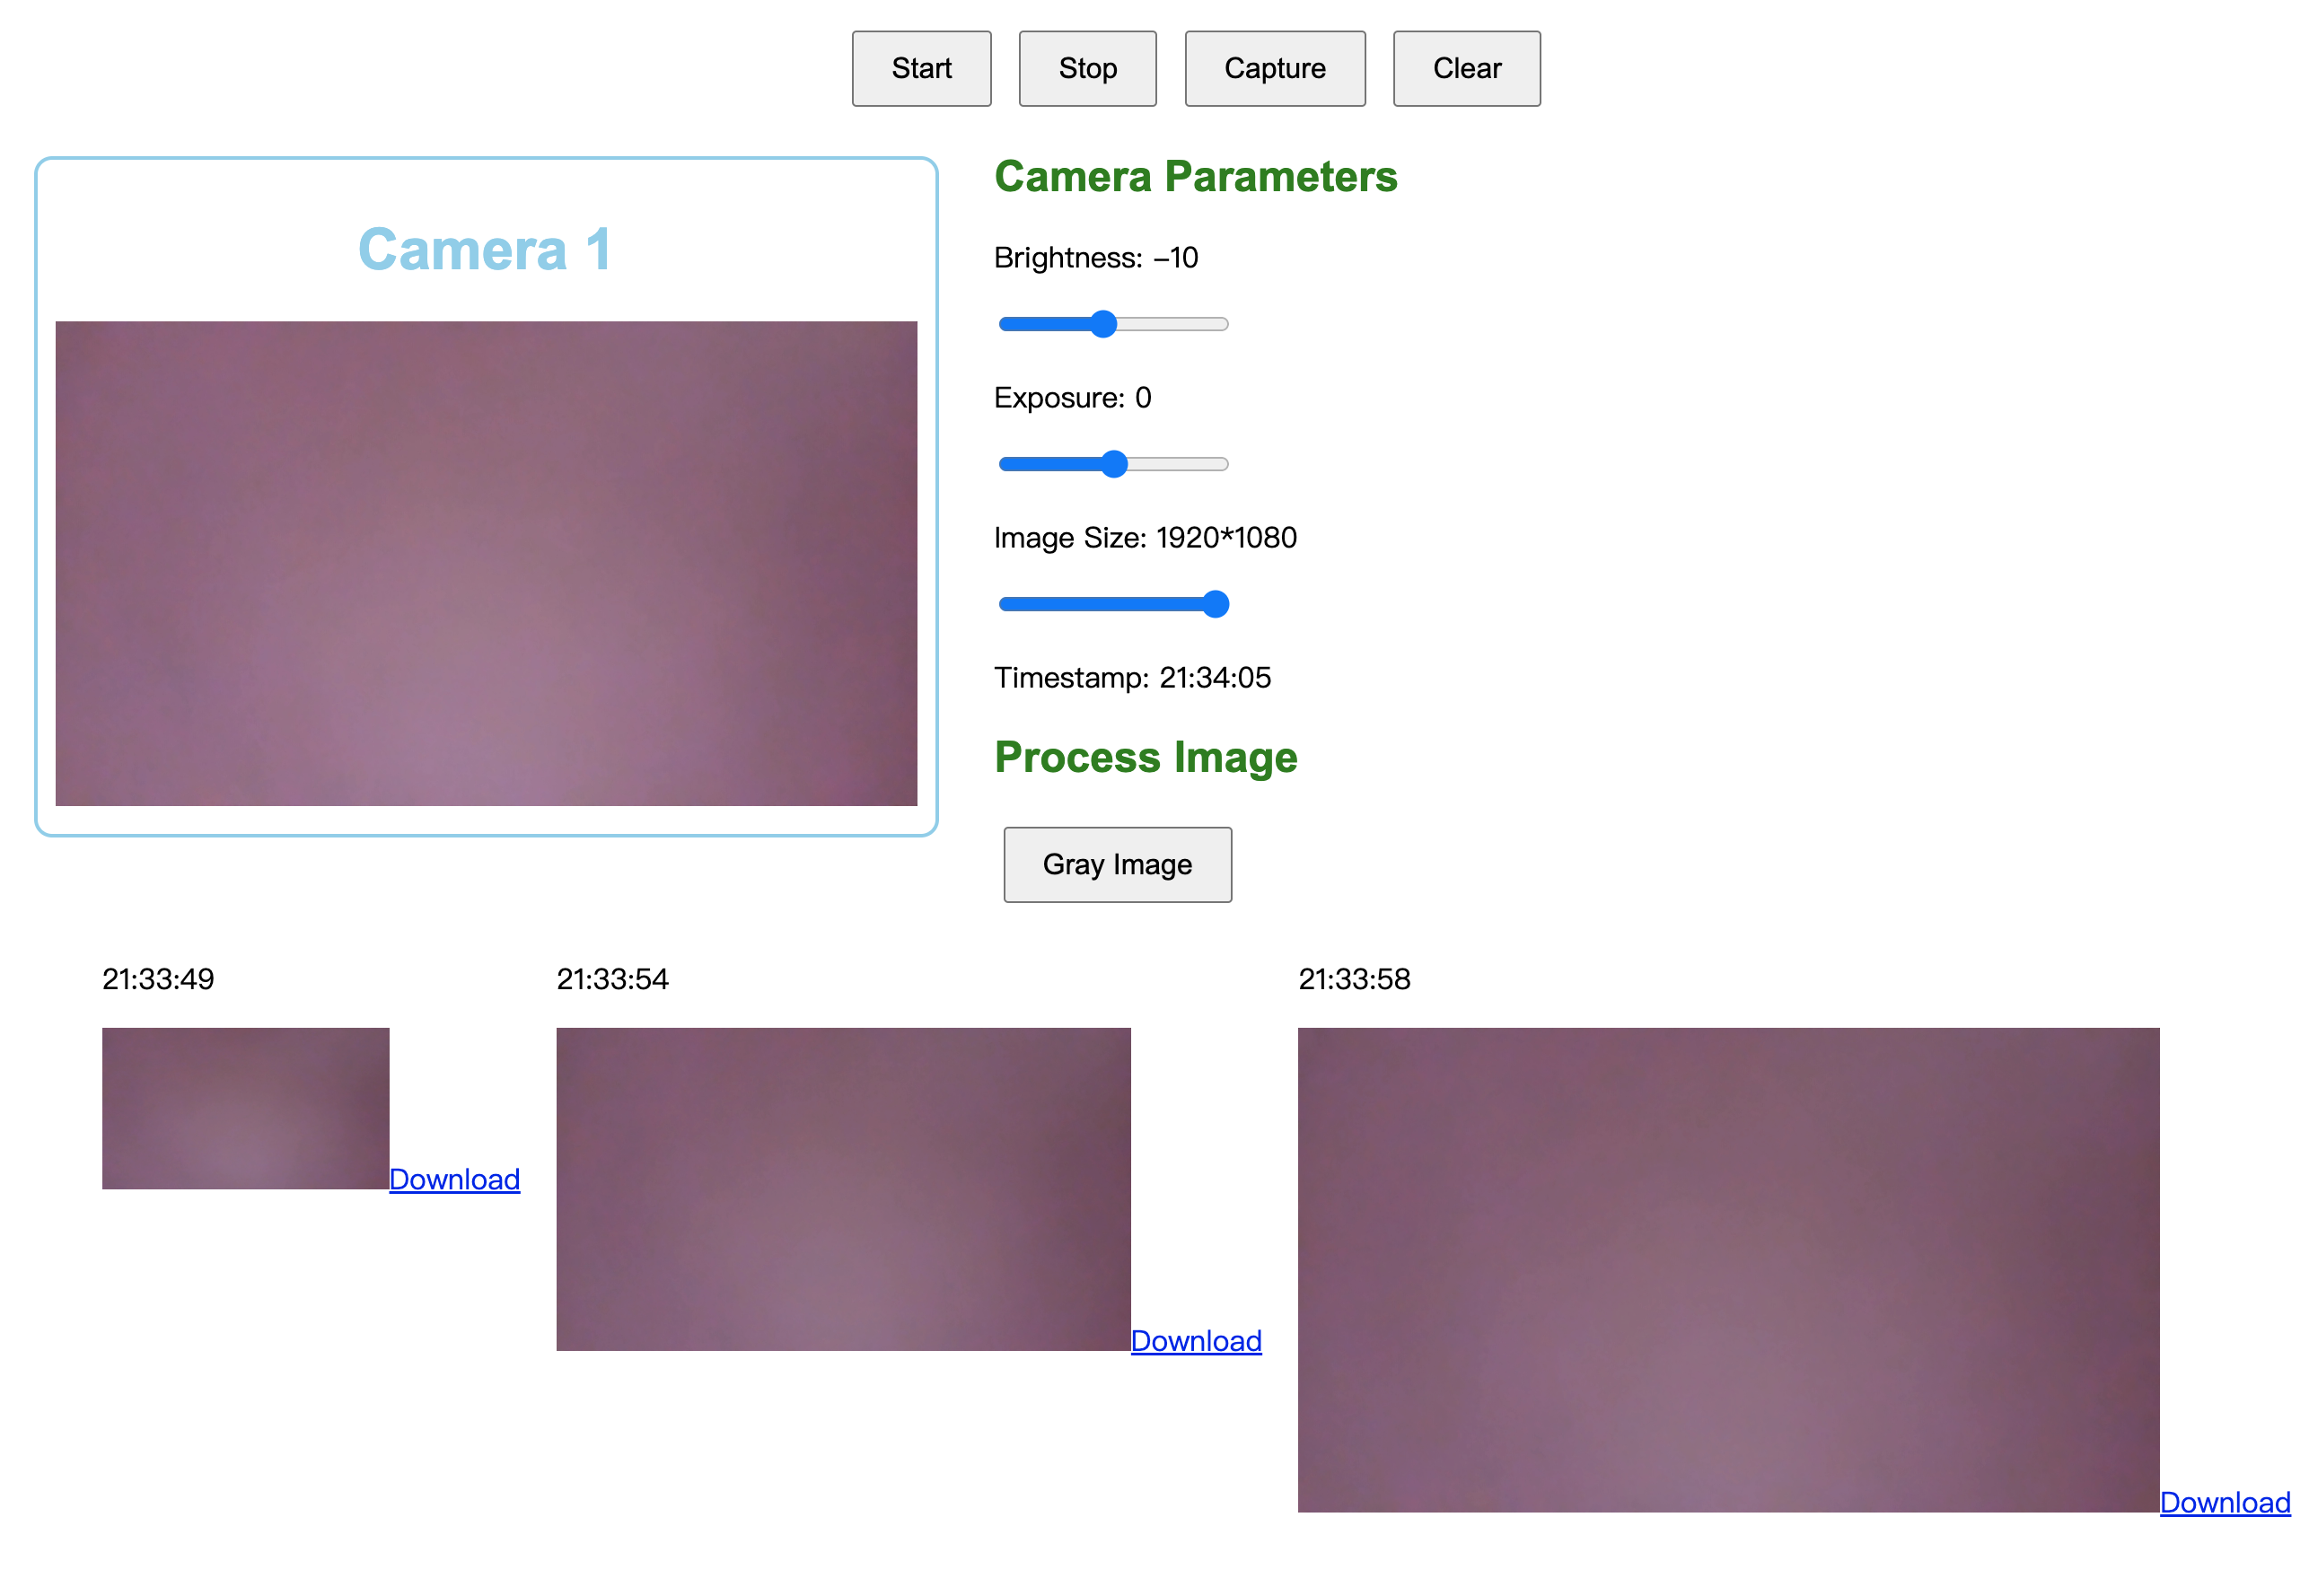 Start Stop Capture Clear
Camera 1
Camera Parameters
Brightness: -10
Exposure: 0
Image Size: 1920*1080
Timestamp: 21:34:05
Process Image
Gray Image
21:33:49 21:33:54 21:33:58
Download
Download
Download